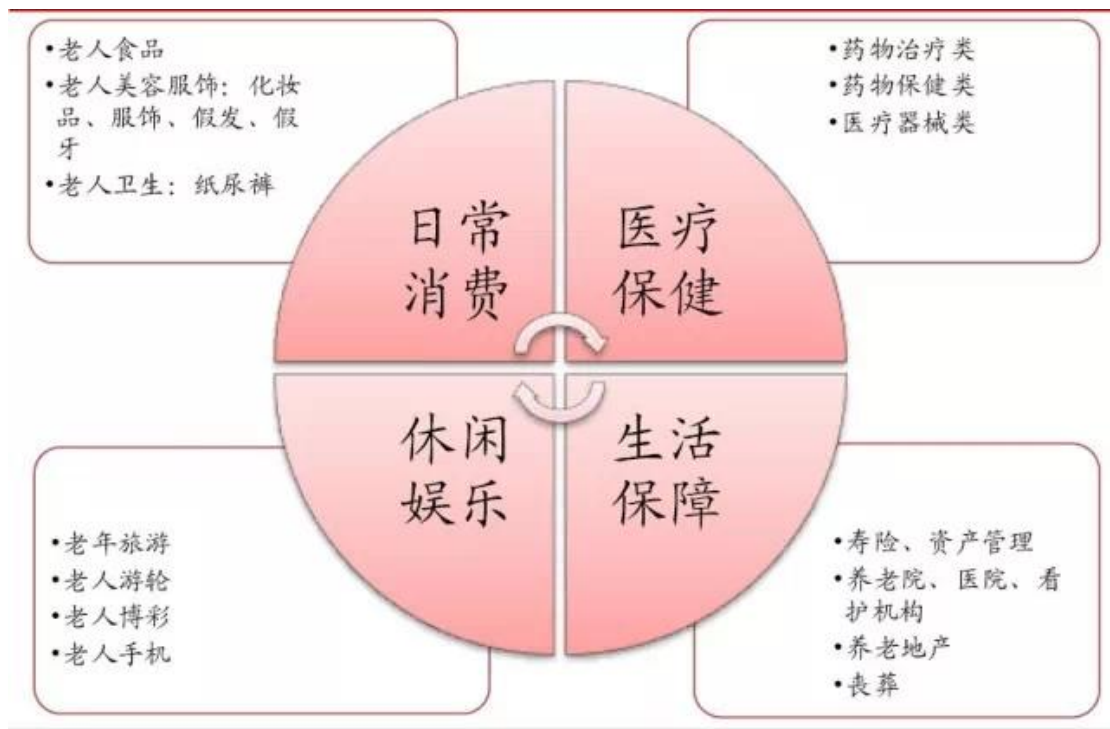 •老人食品
•老人美容服饰：化妆
品、服饰、假发、假
牙
•老人卫生：纸尿裤
•药物治疗类
•药物保健类
•医疗器械类
日常
消费
医疗
保健
休闲
娱乐
生活
保障
•老年旅游
•老人游轮
•老人博彩
•老人手机
•寿险、资产管理
•养老院、医院、看
护机构
•养老地产
•丧葬